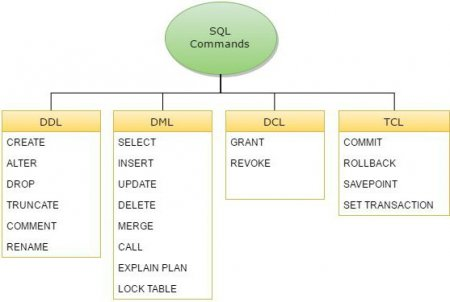 SQL
Commands
DDL
CREATE
ALTER
DROP
TRUNCATE
COMMENT
RENAME
DML
SELECT
INSERT
UPDATE
DELETE
MERGE
CALL
EXPLAIN PLAN
LOCK TABLE
DCL
GRANT
REVOKE
TCL
COMMIT
ROLLBACK
SAVEPOINT
SET TRANSACTION